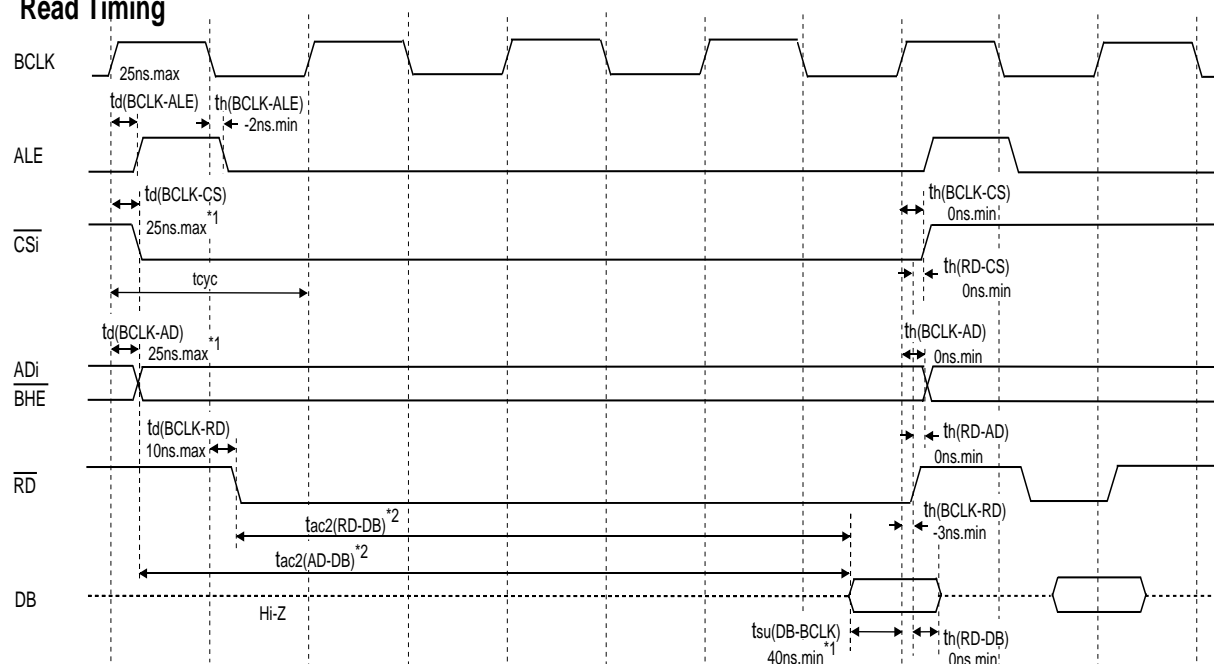 Read Timing
BCLK
25ns.max
td(BCLK-ALE)
th(BCLK-ALE)
-2ns.min
ALE
td(BCLK-CS)
25ns.max*1
th(BCLK-CS)
0ns.min
CSi
tcyc
th(RD-CS)
0ns.min
td(BCLK-AD)
25ns.max*1
th(BCLK-AD)
0ns.min
ADi
BHE
td(BCLK-RD)
10ns.max
th(RD-AD)
0ns.min
RD
tac2(RD-DB)*2
th(BCLK-RD)
-3ns.min
tac2(AD-DB)*2
DB
Hi-Z
tsu(DB-BCLK)
40ns.min*1
th(RD-DB)
0ns.min